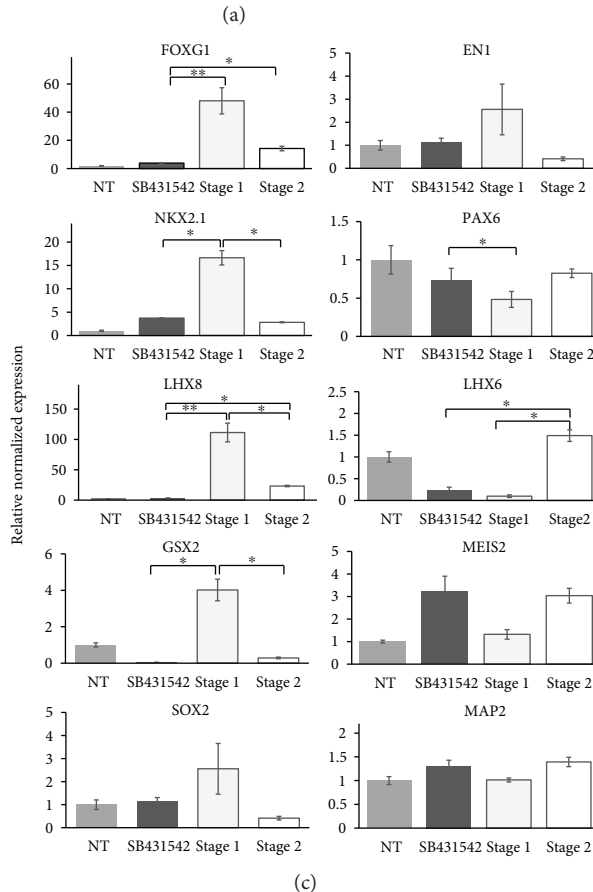 (a)
FOXG1
**
*
60
40
20
0
NT SB431542 Stage 1 Stage 2
EN1
5
4
3
2
1
0
NT SB431542 Stage 1 Stage 2
NKX2.1
* *
20
15
10
5
0
NT SB431542 Stage 1 Stage 2
PAX6
*
1.5
1
0.5
0
NT SB431542 Stage 1 Stage 2
Relative normalized expression
LHX8
*
** *
150
100
50
0
NT SB431542 Stage 1 Stage 2
LHX6
*
*
2
1.5
1
0.5
0
NT SB431542 Stage1 Stage2
GSX2
* *
6
4
2
0
NT SB431542 Stage 1 Stage 2
MEIS2
5
4
3
2
1
0
NT SB431542 Stage 1 Stage 2
SOX2
5
4
3
2
1
0
NT SB431542 Stage 1 Stage 2
MAP2
2
1.5
1
0.5
0
NT SB431542 Stage 1 Stage 2
(c)